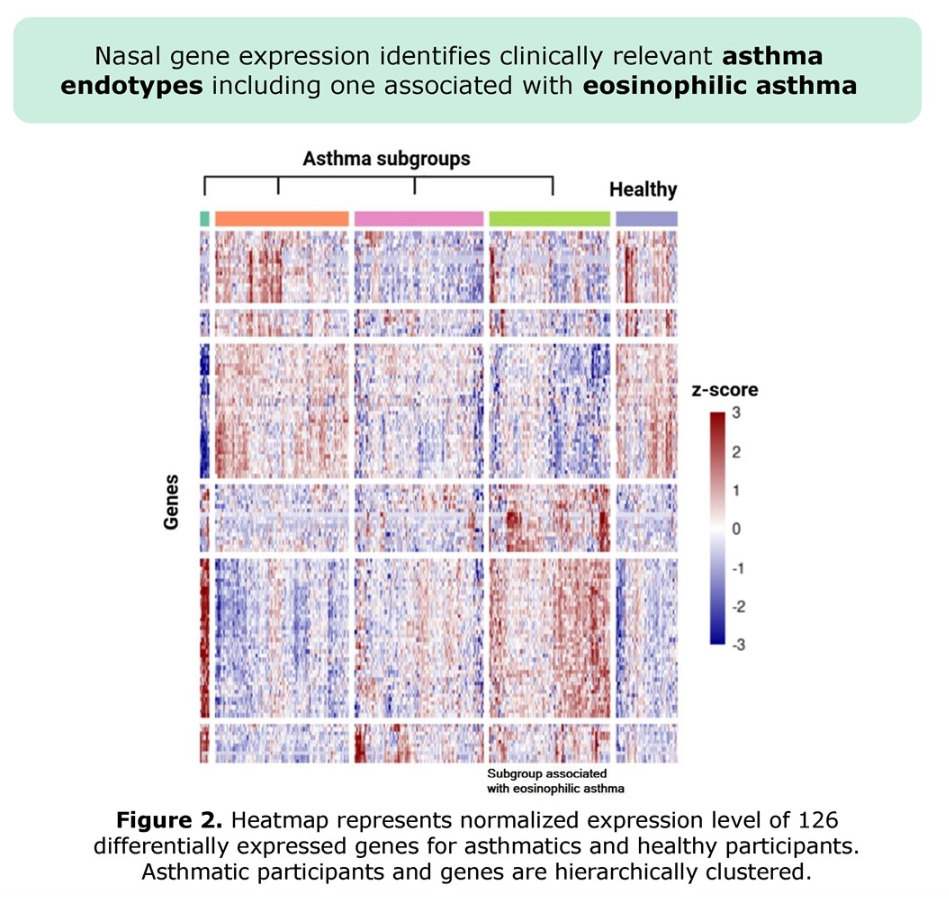 Nasal gene expression identifies clinically relevant asthma
endotypes including one associated with eosinophilic asthma
Asthma subgroups
Healthy
Genes
z-score
3
2
1
0
-1
-2
-3
Subgroup associated
with eosinophilic asthma
Figure 2. Heatmap represents normalized expression level of 126
differentially expressed genes for asthmatics and healthy participants.
Asthmatic participants and genes are hierarchically clustered.